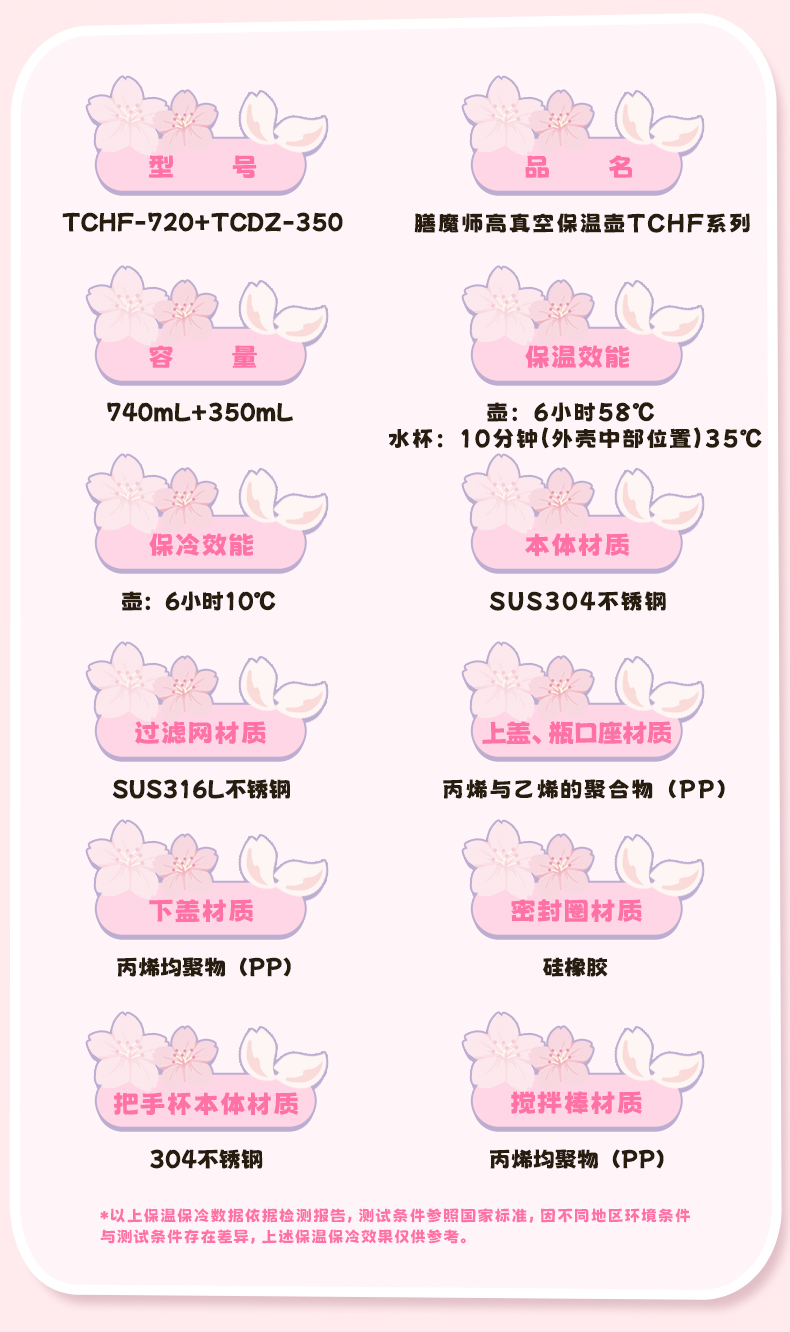 型 号
TCHF-720+TCDZ-350
品 名
膳魔师高真空保温壶TCHF系列
容 量
740mL+350mL
保温效能
壶：6小时58℃
水杯：10分钟(外壳中部位置)35℃
保冷效能
壶：6小时10℃
本体材质
SUS304不锈钢
过滤网材质
SUS316L不锈钢
上盖、瓶口座材质
丙烯与乙烯的聚合物（PP）
下盖材质
丙烯均聚物（PP）
密封圈材质
硅橡胶
把手杯本体材质
304不锈钢
搅拌棒材质
丙烯均聚物（PP）
*以上保温保冷数据依据检测报告, 测试条件参照国家标准, 因不同地区环境条件
与测试条件存在差异, 上述保温保冷效果仅供参考。